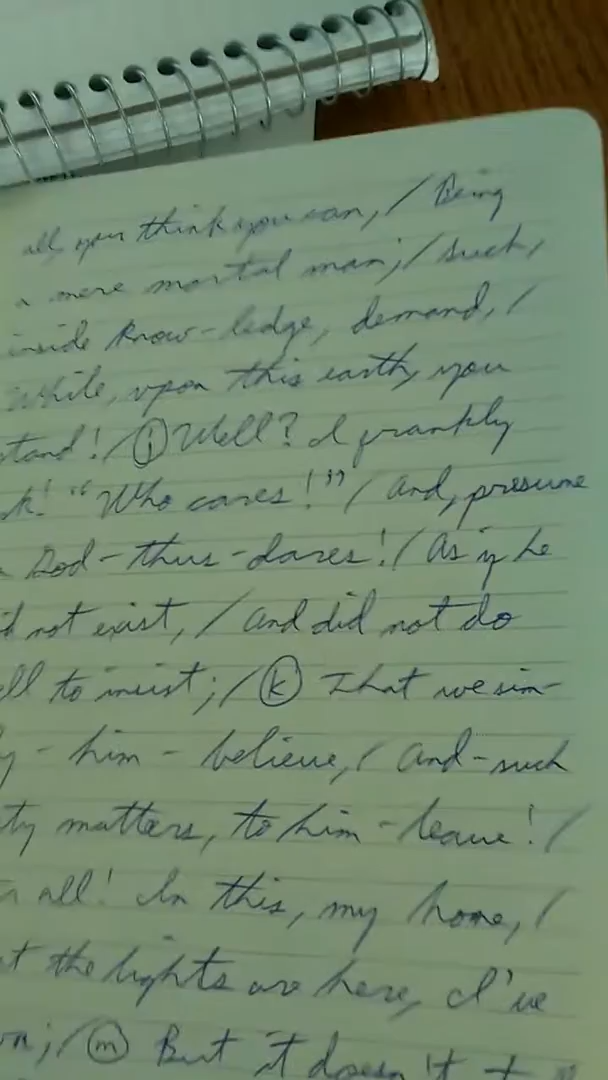 all, your think you can, / Being
a mere mortal man; / such,
inside know-ledge, demand, /
While, upon this earth, you
stand! / (j) Well? I frankly
"Who cares!" / and, presume
God-thus-dares! / As if he
not exist, / and did not do
all to insist; / (k) That we sim-
- him - believe, / and-such
matters, to him-leave! /
all! In this, my home, /
the lights are here, I've
; / (m) But it doesn't t